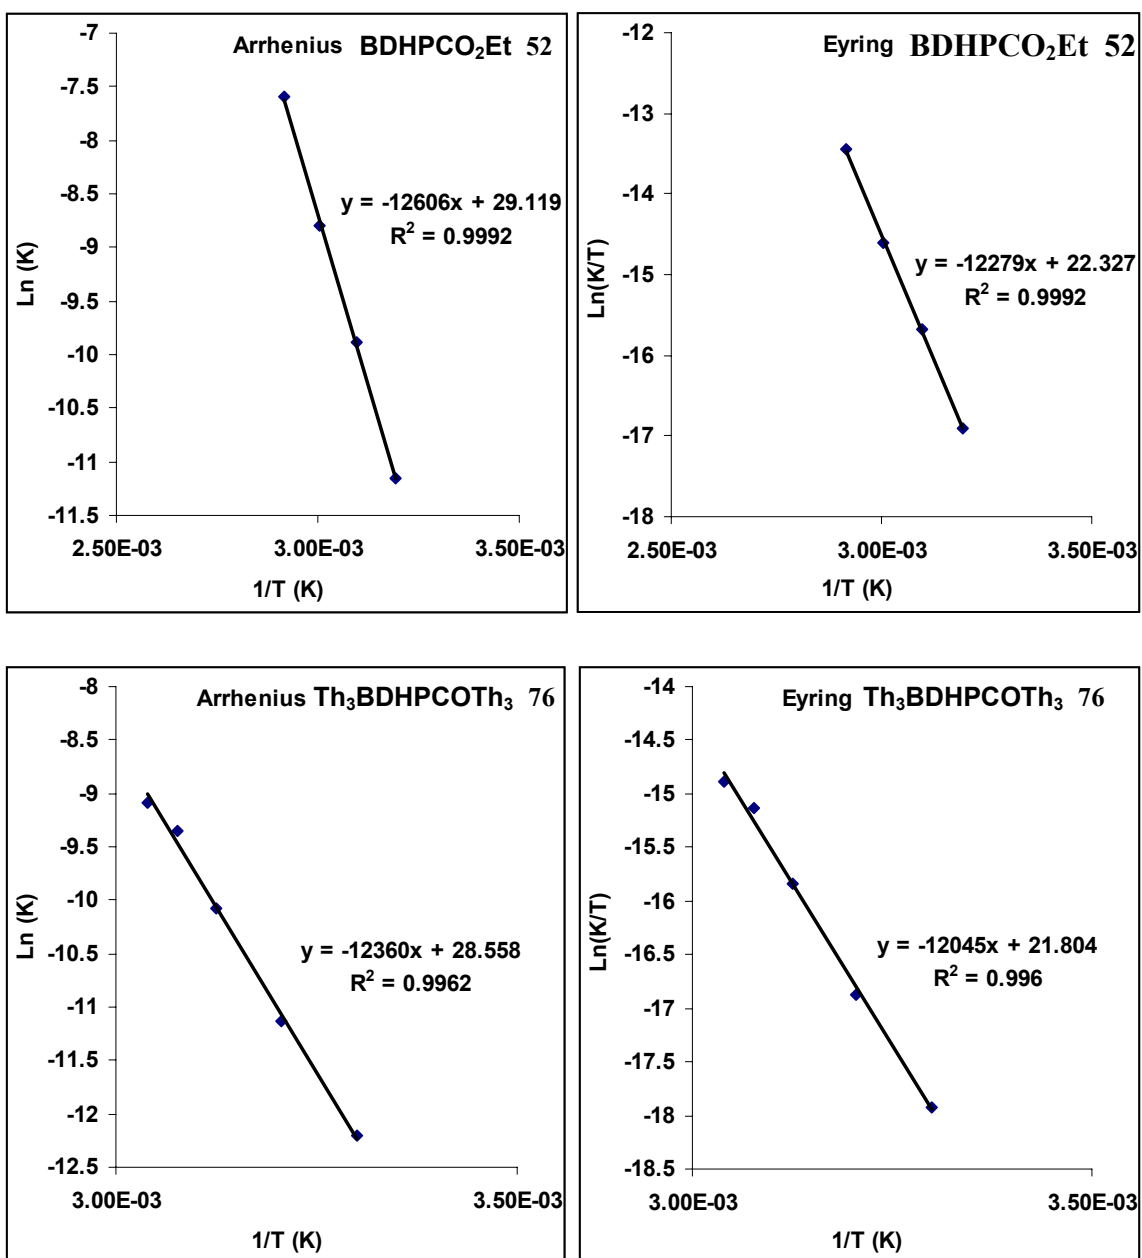 Arrhenius BDHPCO₂Et 52
-7
-7.5
-8
-8.5
-9
-9.5
-10
-10.5
-11
-11.5
Ln (K)
y = -12606x + 29.119
R² = 0.9992
2.50E-03 3.00E-03 3.50E-03
1/T (K)
Eyring BDHPCO₂Et 52
-12
-13
-14
-15
-16
-17
-18
Ln(K/T)
y = -12279x + 22.327
R² = 0.9992
2.50E-03 3.00E-03 3.50E-03
1/T (K)
Arrhenius Th₃BDHPCOTh₃ 76
-8
-8.5
-9
-9.5
-10
-10.5
-11
-11.5
-12
-12.5
Ln (K)
y = -12360x + 28.558
R² = 0.9962
3.00E-03 3.50E-03
1/T (K)
Eyring Th₃BDHPCOTh₃ 76
-14
-14.5
-15
-15.5
-16
-16.5
-17
-17.5
-18
-18.5
Ln(K/T)
y = -12045x + 21.804
R² = 0.996
3.00E-03 3.50E-03
1/T (K)